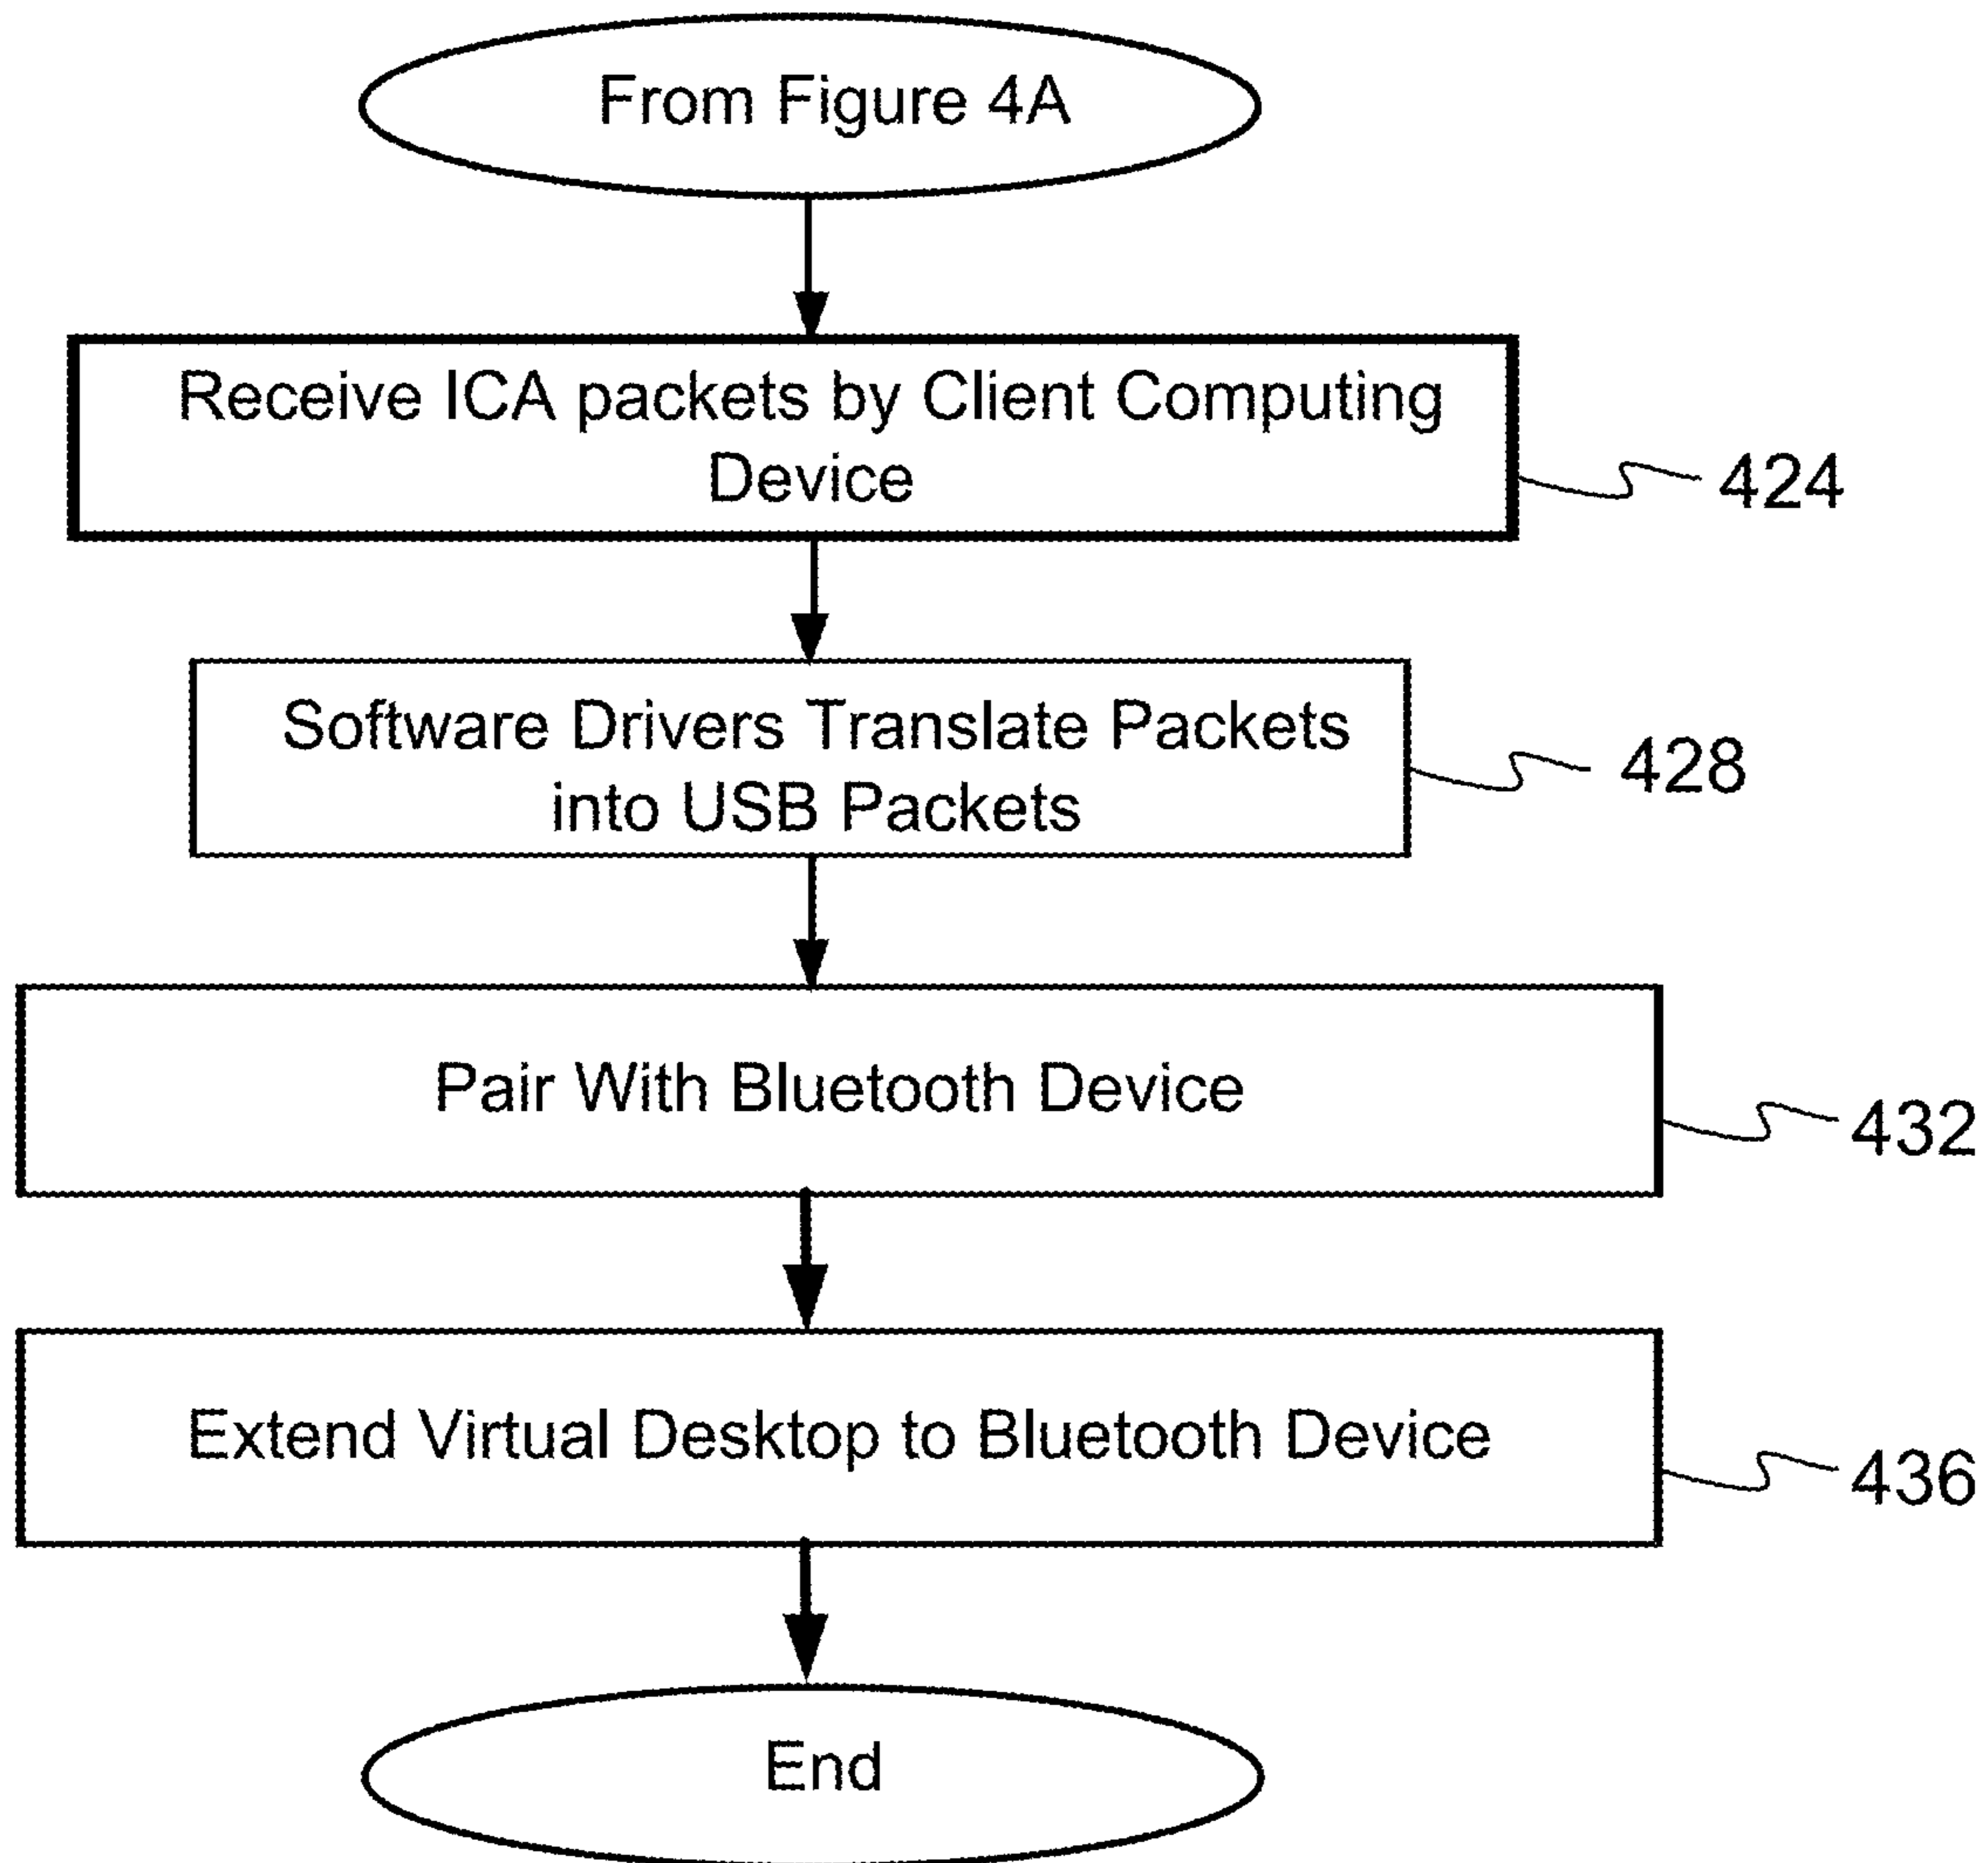 From Figure 4A
Receive ICA packets by Client Computing
Device
424
Software Drivers Translate Packets
into USB Packets
428
Pair With Bluetooth Device
432
Extend Virtual Desktop to Bluetooth Device
436
End